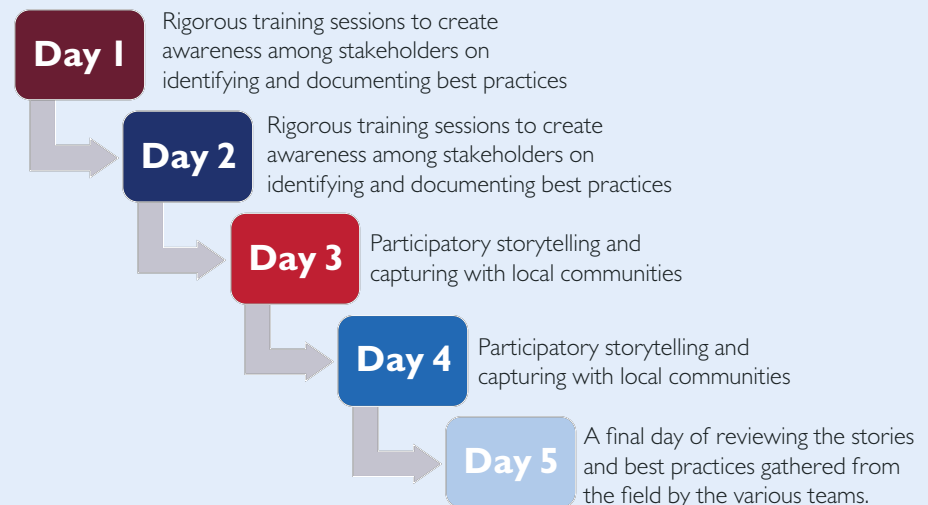 Day 1
Rigorous training sessions to create
awareness among stakeholders on
identifying and documenting best practices
Day 2
Rigorous training sessions to create
awareness among stakeholders on
identifying and documenting best practices
Day 3
Participatory storytelling and
capturing with local communities
Day 4
Participatory storytelling and
capturing with local communities
Day 5
A final day of reviewing the stories
and best practices gathered from
the field by the various teams.